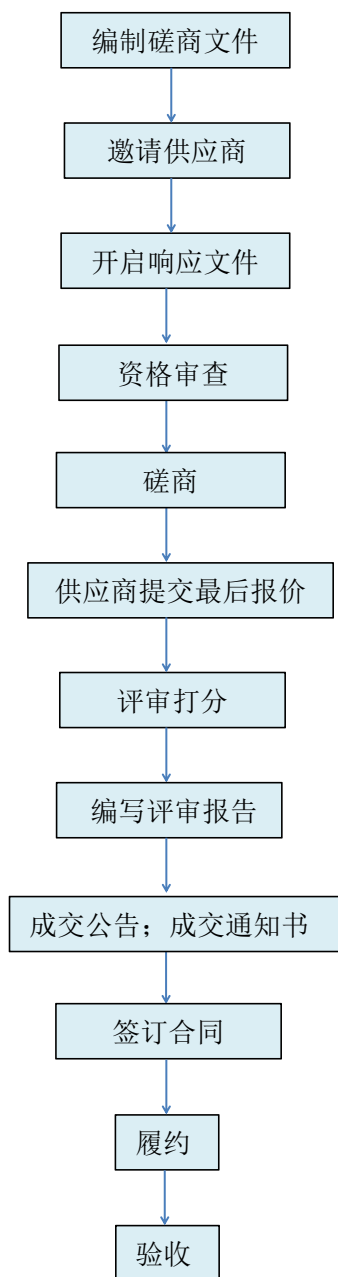 编制磋商文件
邀请供应商
开启响应文件
资格审查
磋商
供应商提交最后报价
评审打分
编写评审报告
成交公告；成交通知书
签订合同
履约
验收